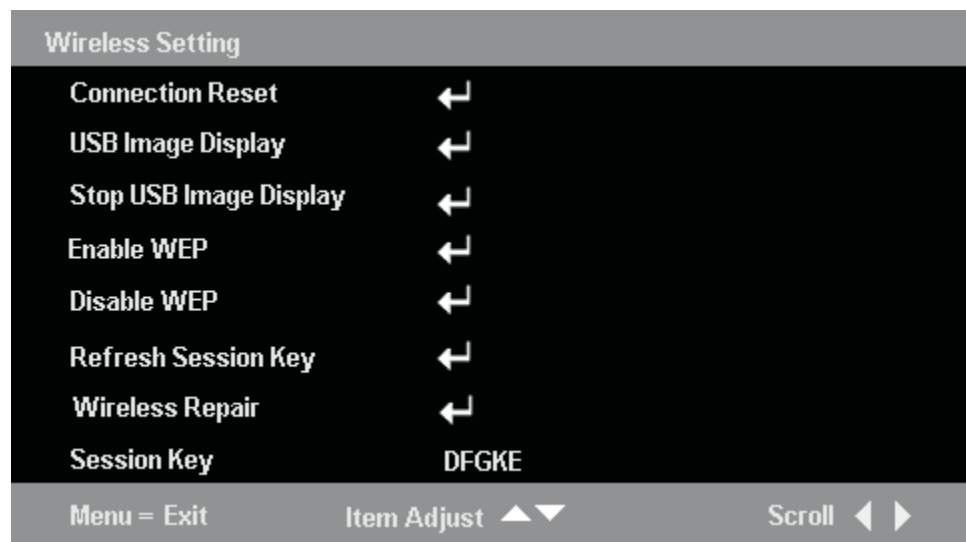 Wireless Setting
Connection Reset
USB Image Display
Stop USB Image Display
Enable WEP
Disable WEP
Refresh Session Key
Wireless Repair
Session Key DFGKE
Menu = Exit Item Adjust Scroll